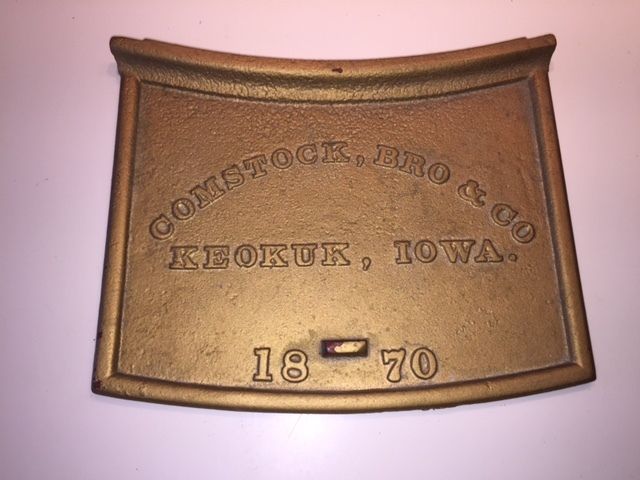 COMSTOCK, BRO & CO
KEOKUK, IOWA.
18 70